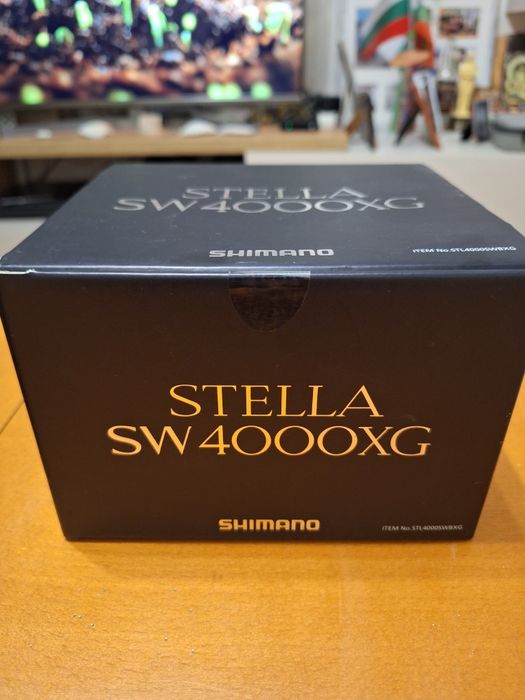 STELLA
SW4000XG
SHIMANO
ITEM No.STL4000SWBXG
STELLA
SW4000XG
SHIMANO
ITEM No.STL4000SWBXG